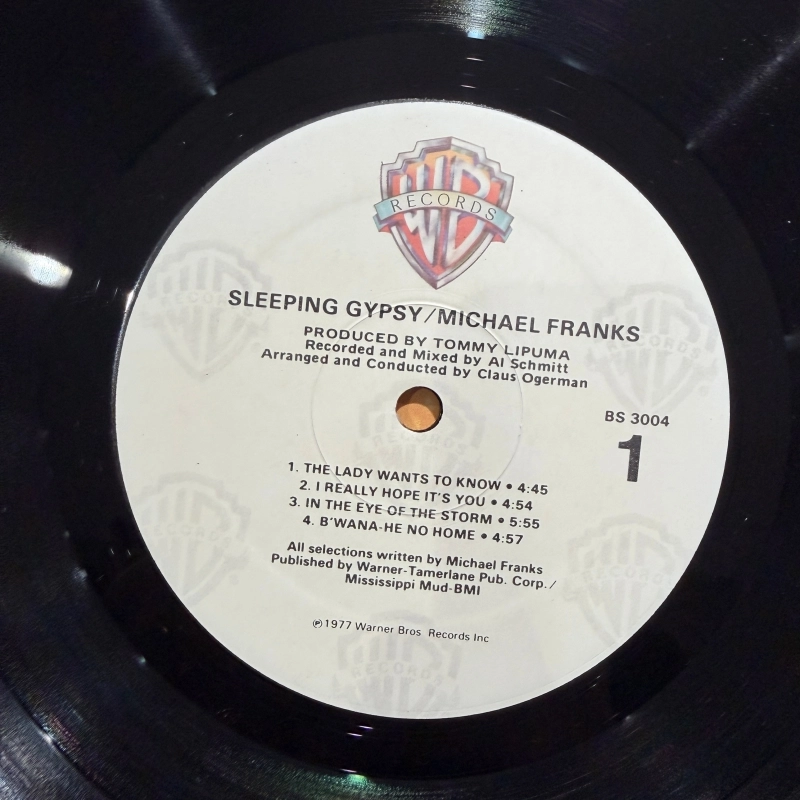 WB
RECORDS
SLEEPING GYPSY/MICHAEL FRANKS
PRODUCED BY TOMMY LIPUMA
Recorded and Mixed by Al Schmitt
Arranged and Conducted by Claus Ogerman
BS 3004
1
1. THE LADY WANTS TO KNOW • 4:45
2. I REALLY HOPE IT'S YOU • 4:54
3. IN THE EYE OF THE STORM • 5:55
4. B'WANA-HE NO HOME • 4:57
All selections written by Michael Franks
Published by Warner-Tamerlane Pub. Corp./
Mississippi Mud-BMI
℗1977 Warner Bros Records Inc